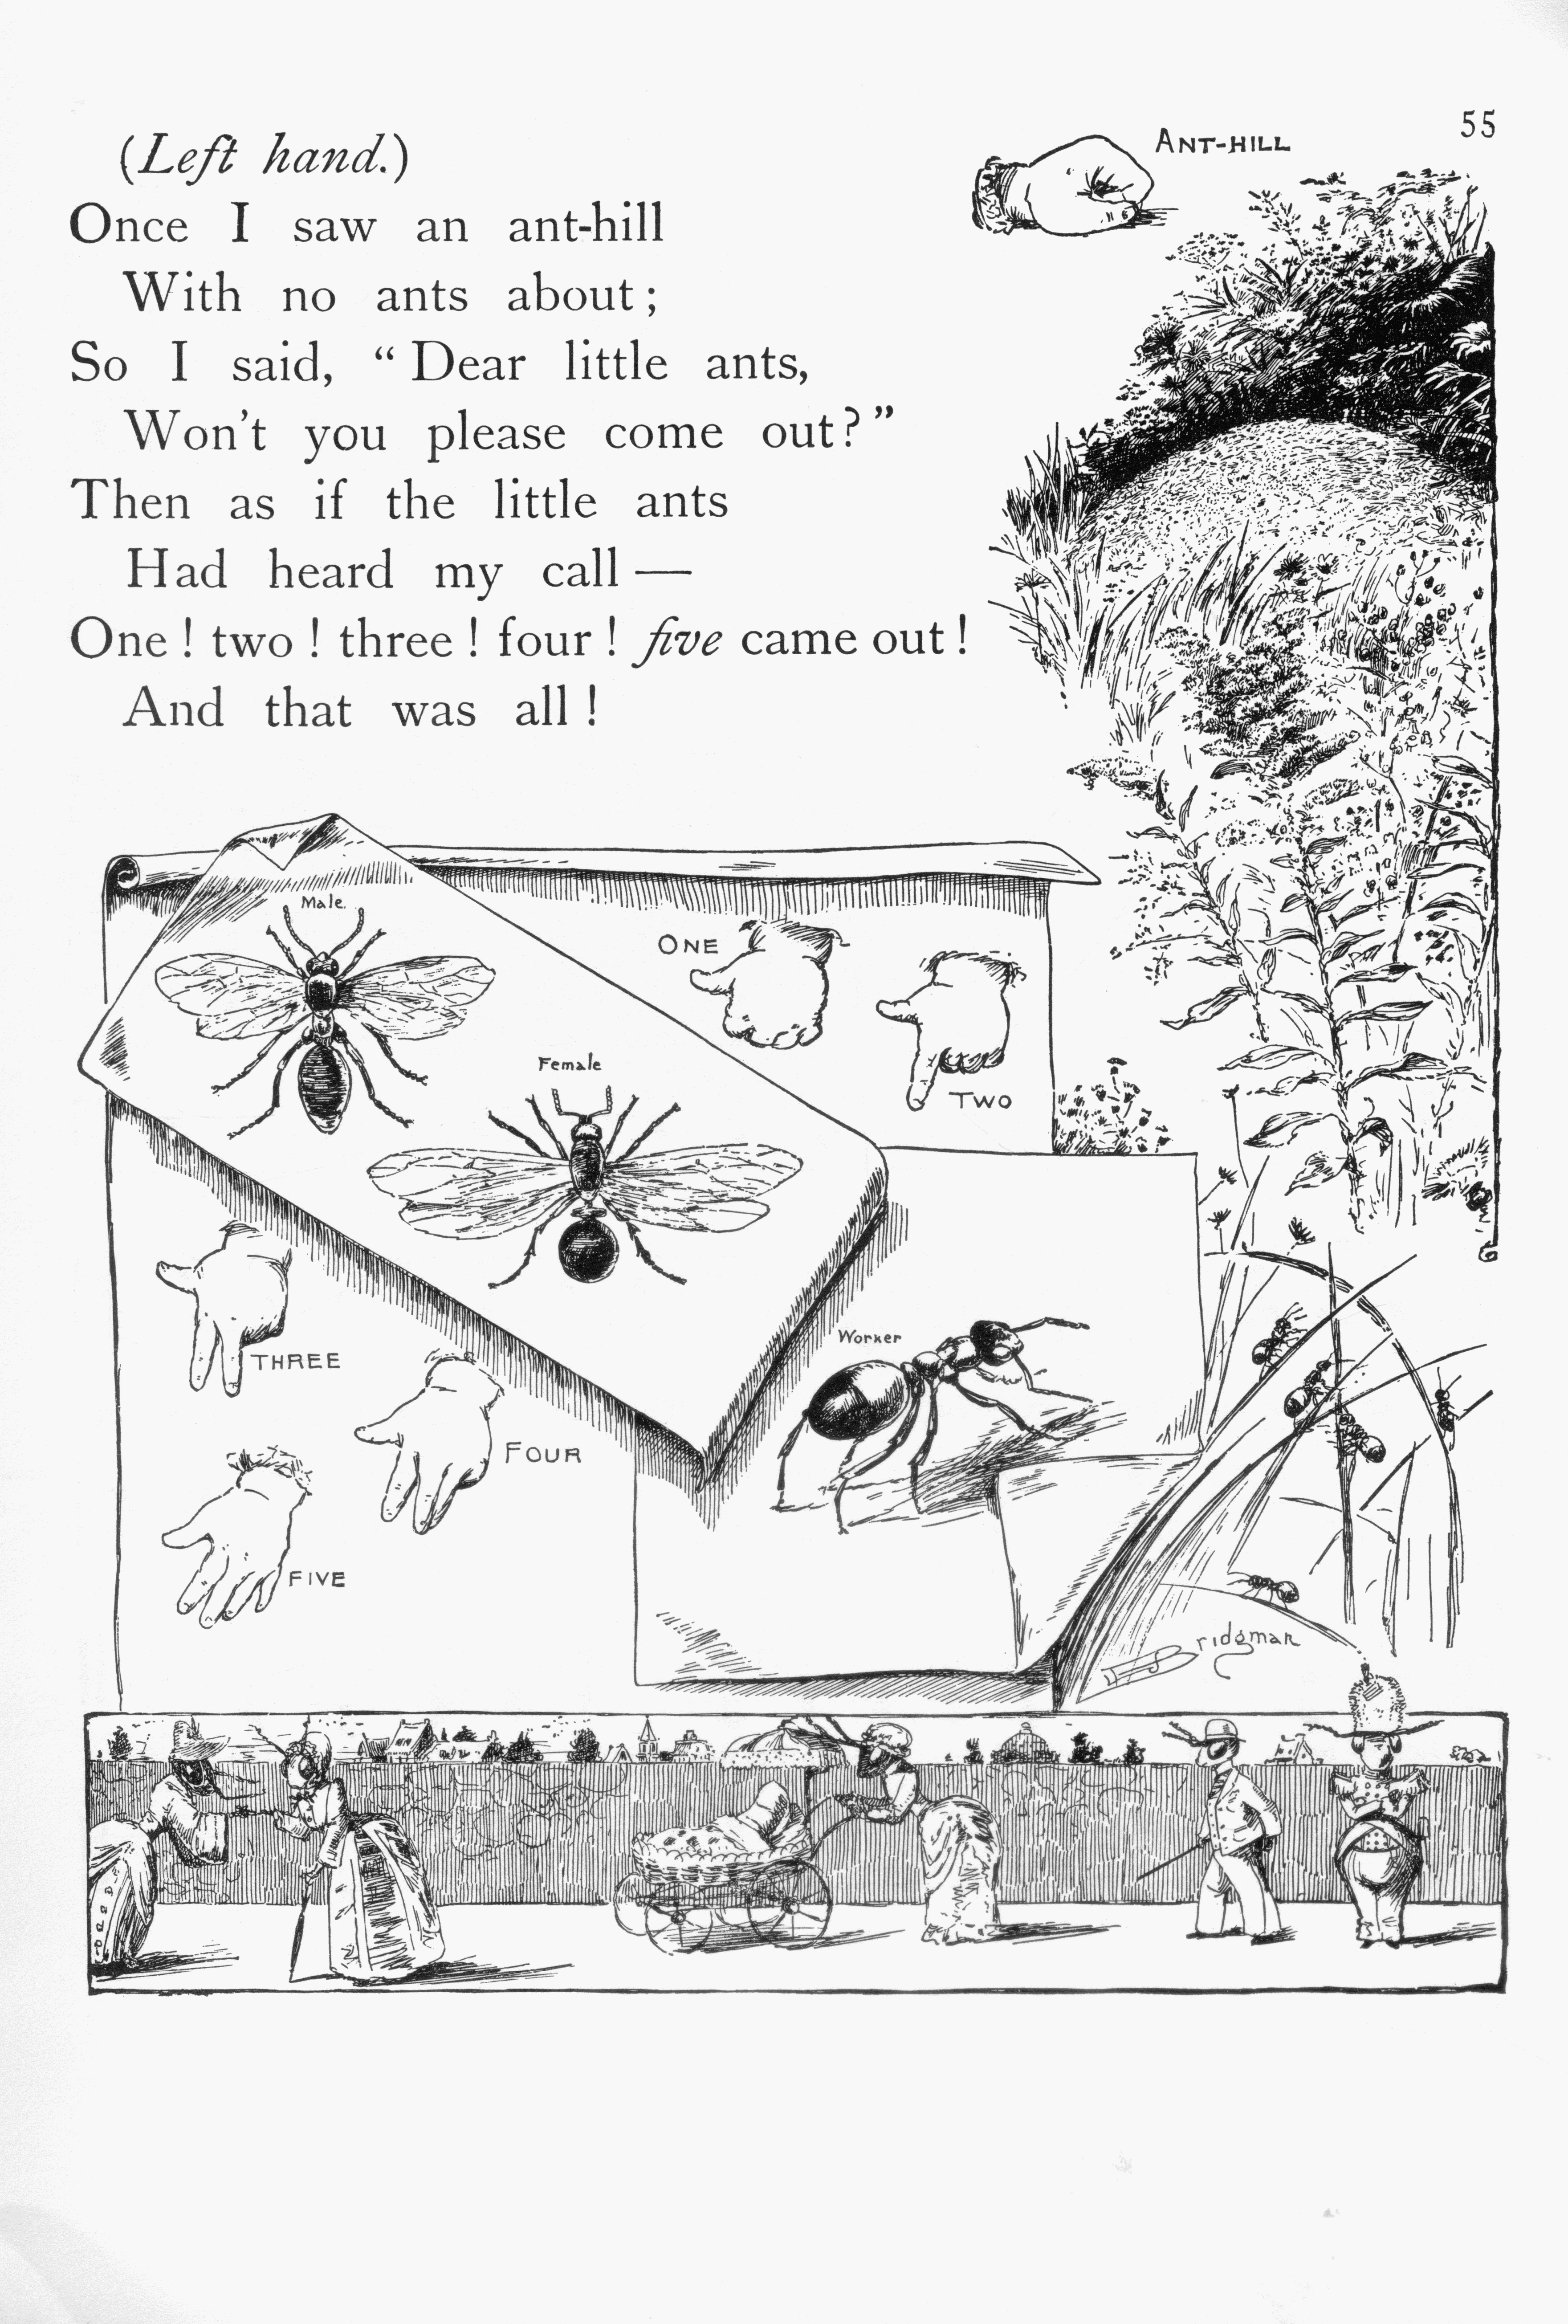 55
(Left hand.)
Once I saw an ant-hill
With no ants about;
So I said, “Dear little ants,
Won't you please come out?”
Then as if the little ants
Had heard my call—
One! two! three! four! five came out!
And that was all!
ANT-HILL
Male.
ONE
TWO
Female
THREE
Worker
FOUR
FIVE
Bridgman